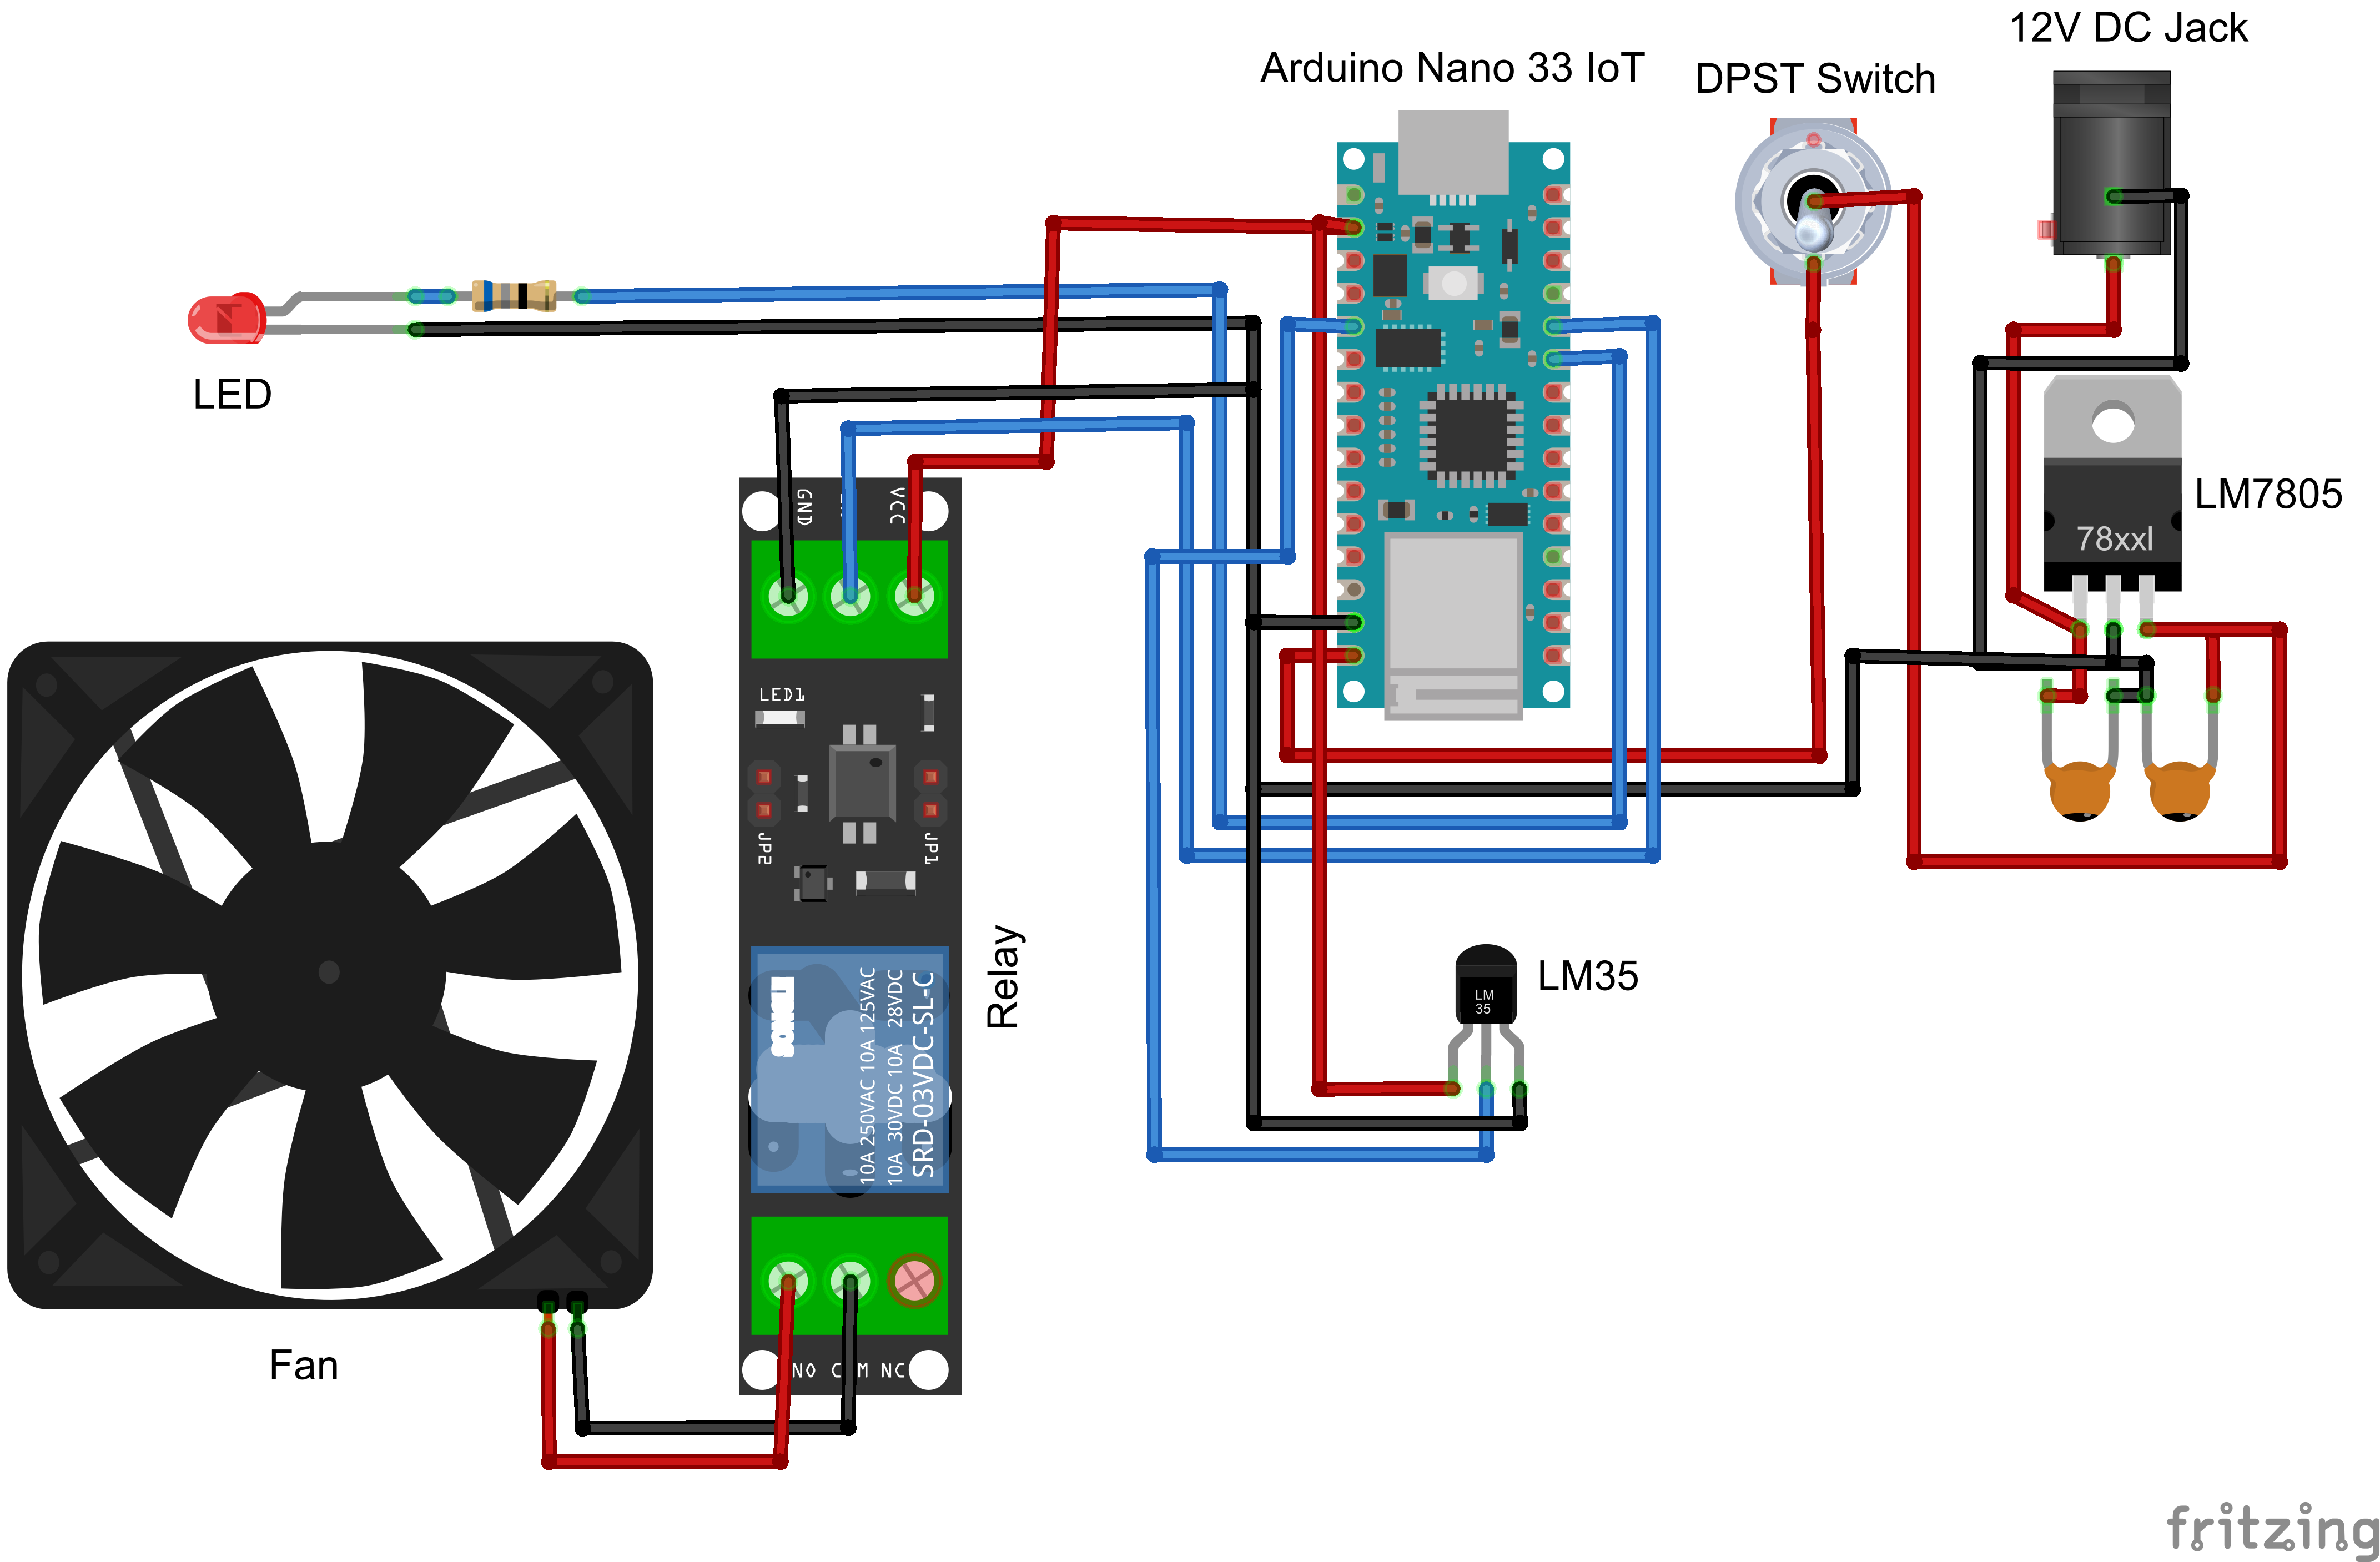 12V DC Jack
Arduino Nano 33 IoT
DPST Switch
LED
LM7805
78xxl
GND
VCC
LED1
JP2
JP1
Relay
10A 250VAC 10A 125VAC
10A 30VDC 10A 28VDC
SRD-03VDC-SL-C
LM35
LM
35
NO
NC
Fan
fritzing